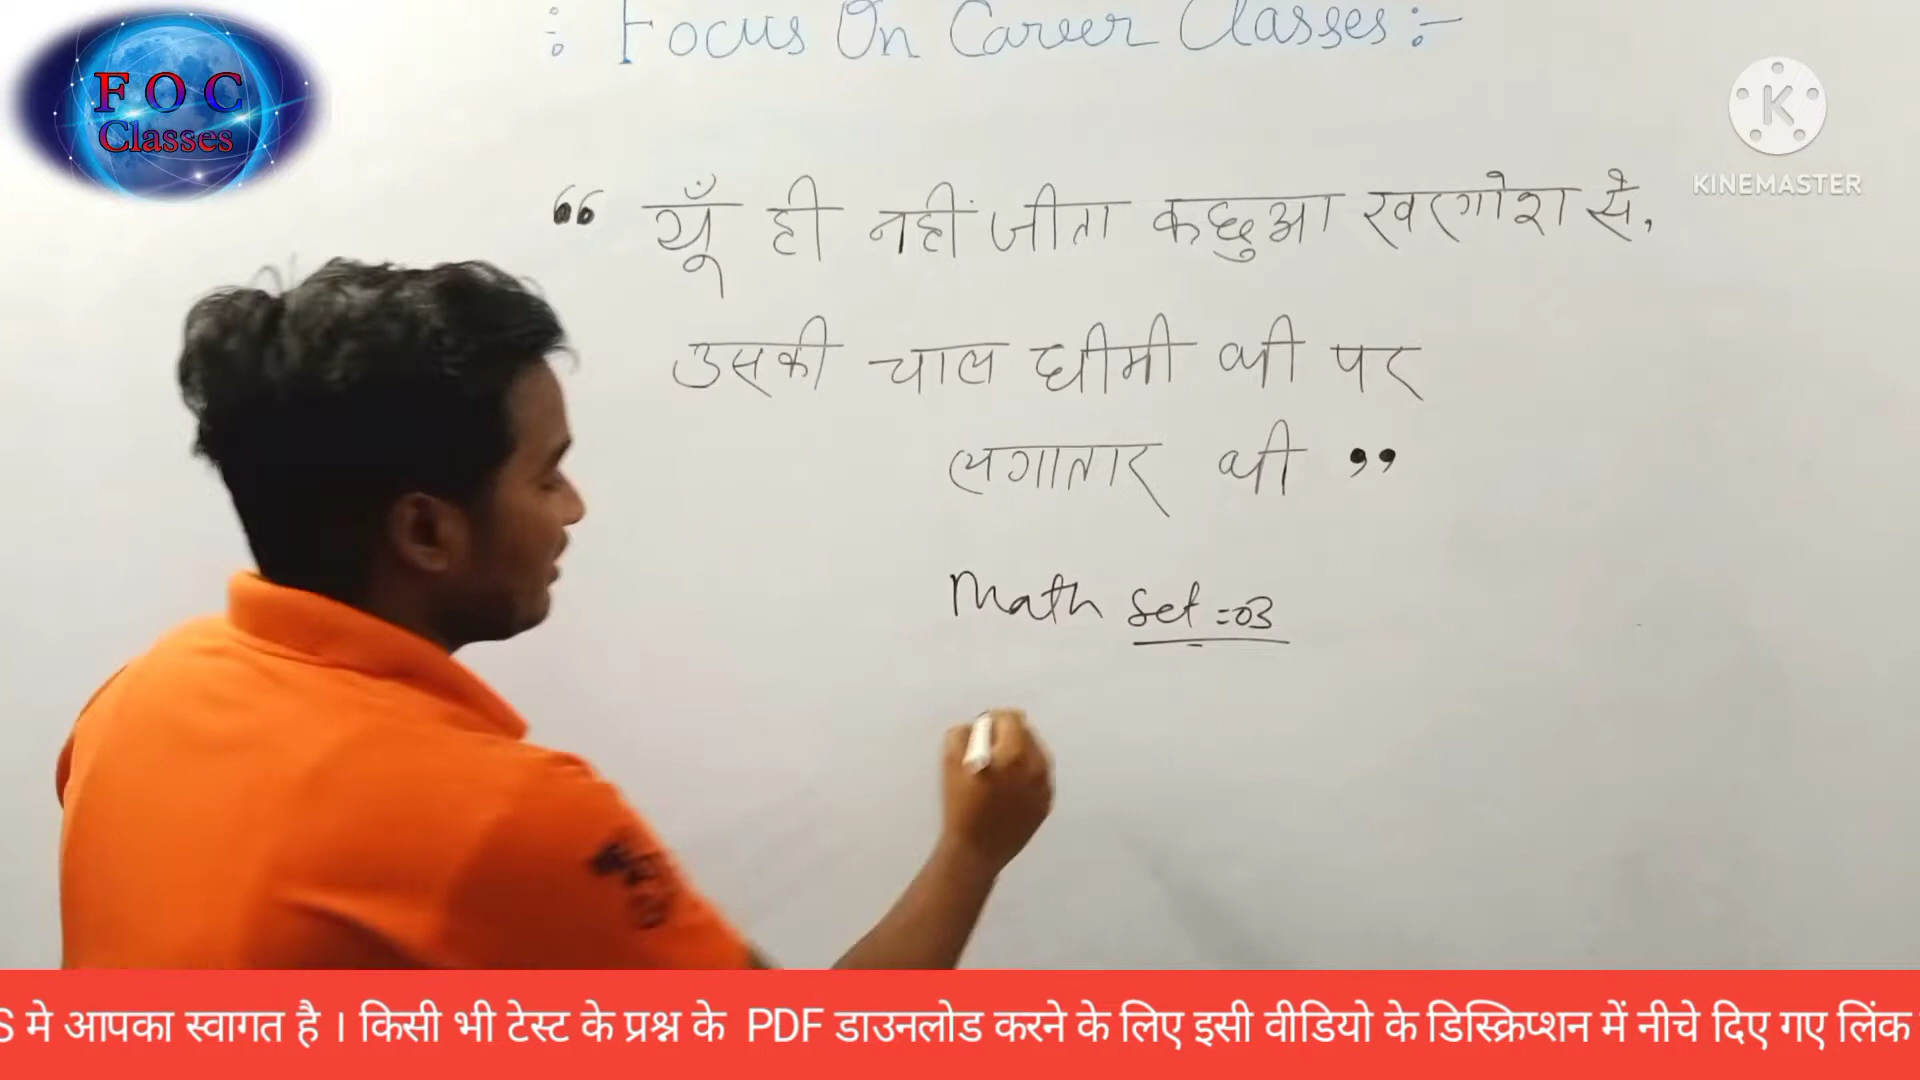 :- Focus On Career Classes :-
F O C
Classes
KINEMASTER
“ यूँ ही नहीं जीता कछुआ खरगोश से,
उसकी चाल धीमी थी पर
लगातार थी ”
Math Set =03
S मे आपका स्वागत है । किसी भी टेस्ट के प्रश्न के PDF डाउनलोड करने के लिए इसी वीडियो के डिस्क्रिप्शन में नीचे दिए गए लिंक